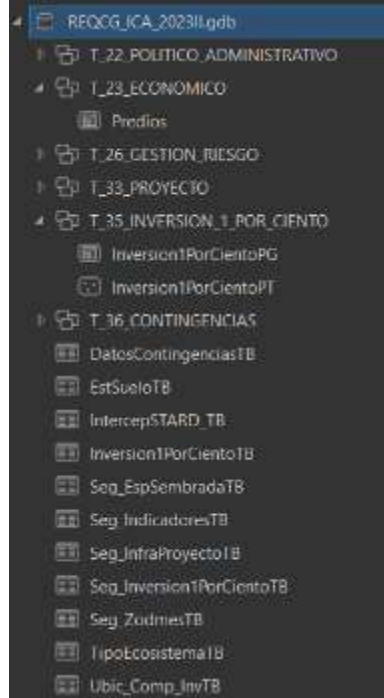 REQCG_ICA_2023II.gdb
T_22_POLITICO_ADMINISTRATIVO
T_23_ECONOMICO
Predios
T_26_GESTION_RIESGO
T_33_PROYECTO
T_35_INVERSION_1_POR_CIENTO
Inversion1PorCientoPG
Inversion1PorCientoPT
T_36_CONTINGENCIAS
DatosContingenciasTB
EstSueloTB
IntercepSTARD_TB
Inversion1PorCientoTB
Seg_EspSembradaTB
Seg_IndicadoresTB
Seg_InfraProyectoTB
Seg_Inversion1PorCientoTB
Seg_ZodmesTB
TipoEcosistemaTB
Ubic_Comp_InvTB